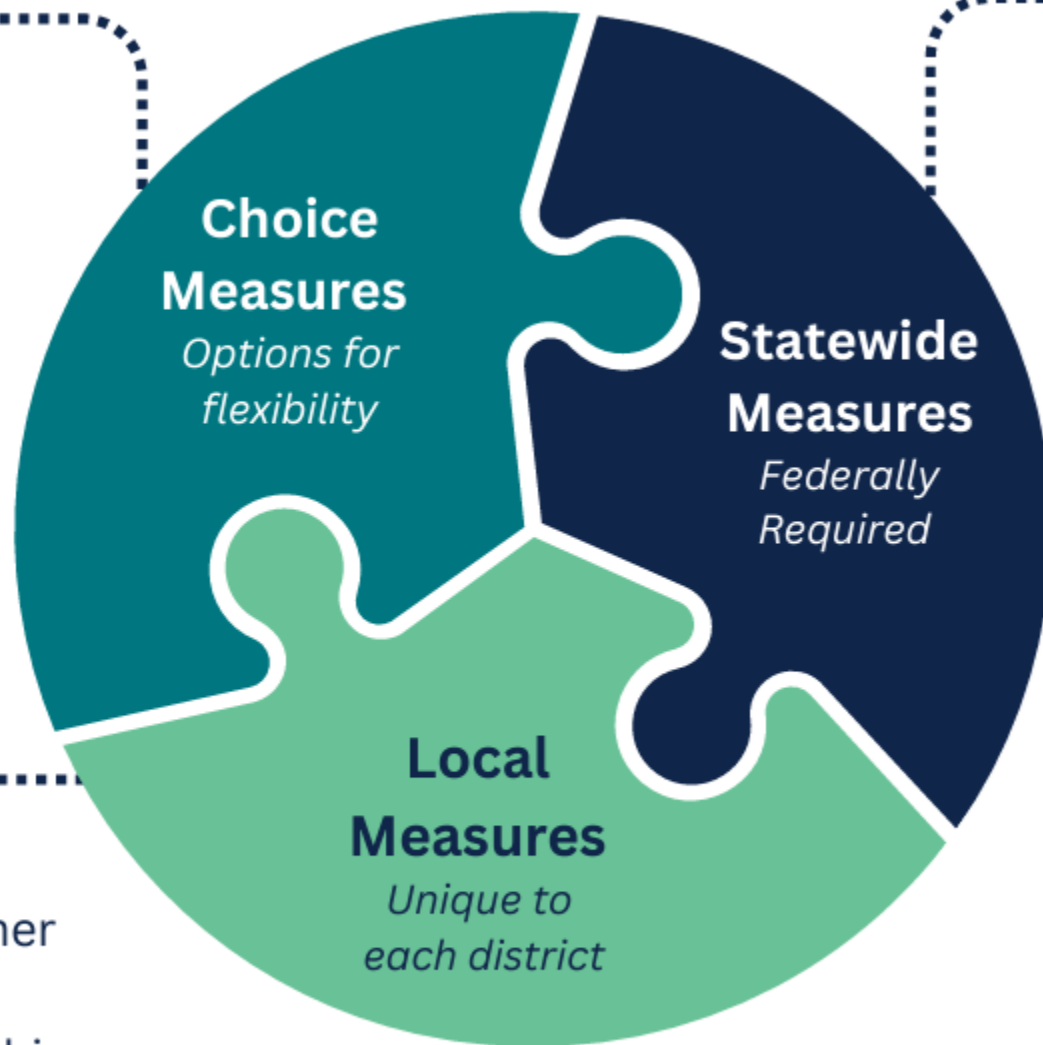 Choice
Measures
Options for
flexibility
Statewide
Measures
Federally
Required
Local
Measures
Unique to
each district